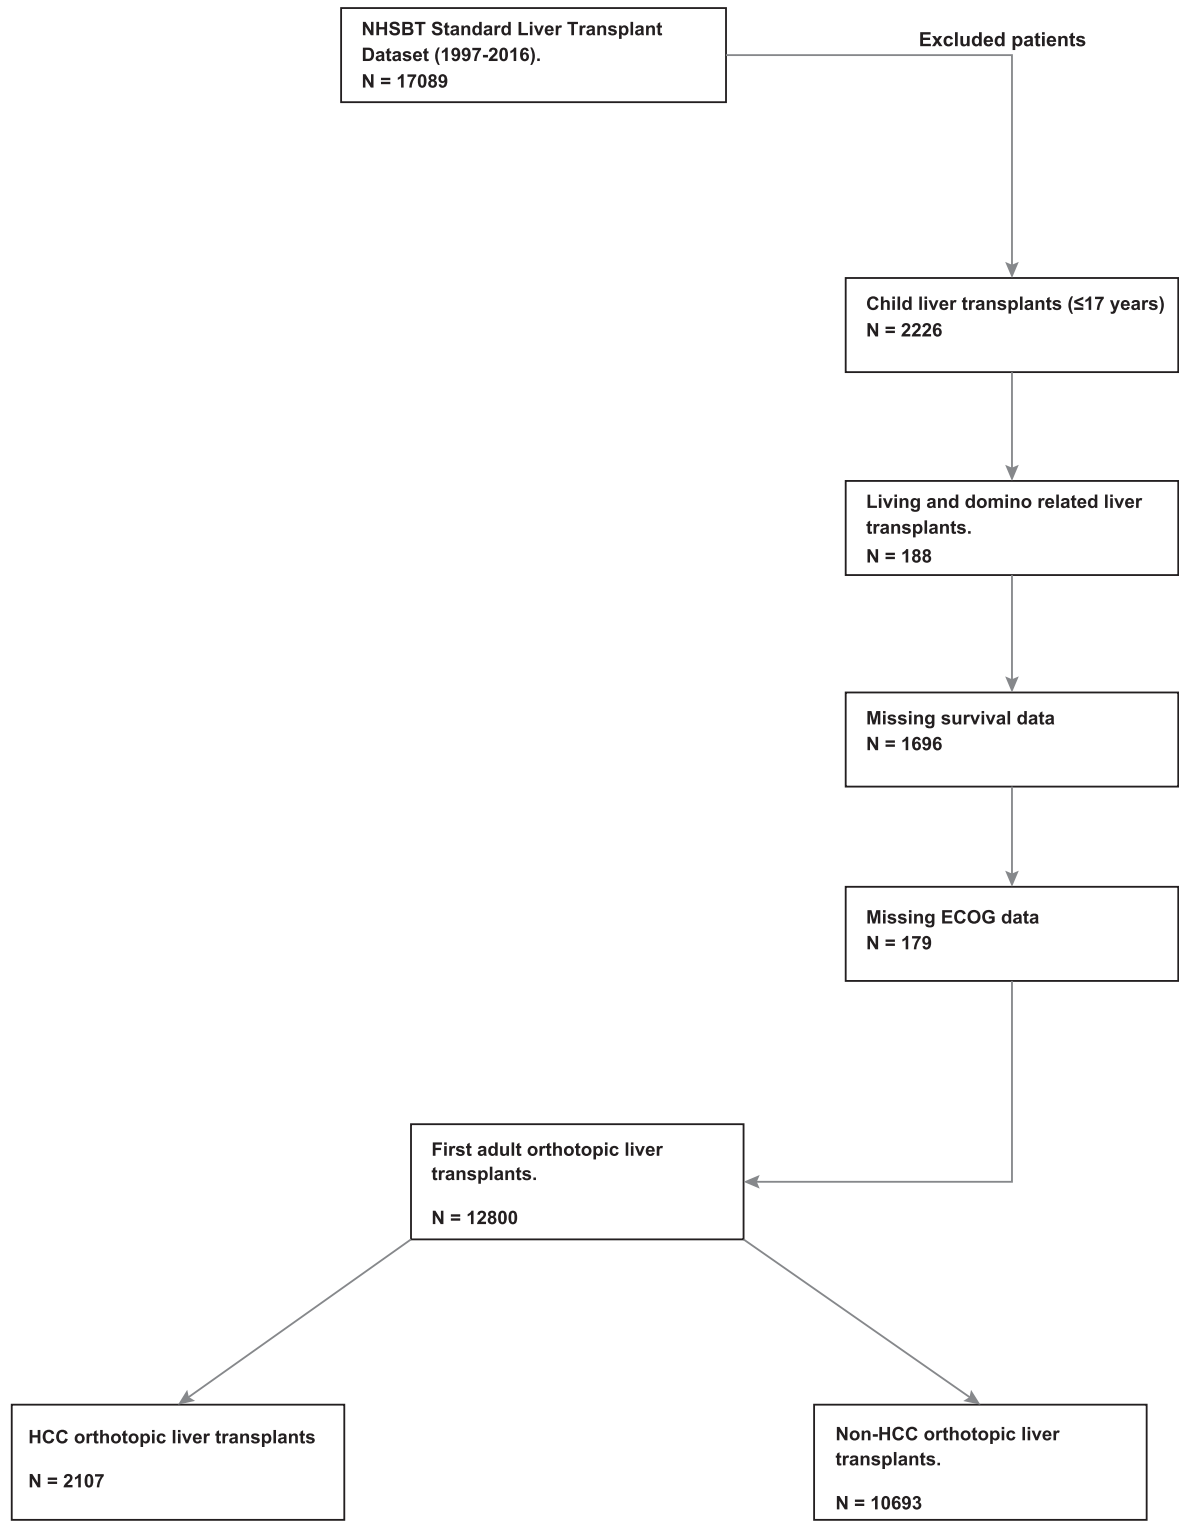 NHSBT Standard Liver Transplant
Dataset (1997-2016).
N = 17089
Excluded patients
Child liver transplants (≤17 years)
N = 2226
Living and domino related liver
transplants.
N = 188
Missing survival data
N = 1696
Missing ECOG data
N = 179
First adult orthotopic liver
transplants.
N = 12800
HCC orthotopic liver transplants
N = 2107
Non-HCC orthotopic liver
transplants.
N = 10693